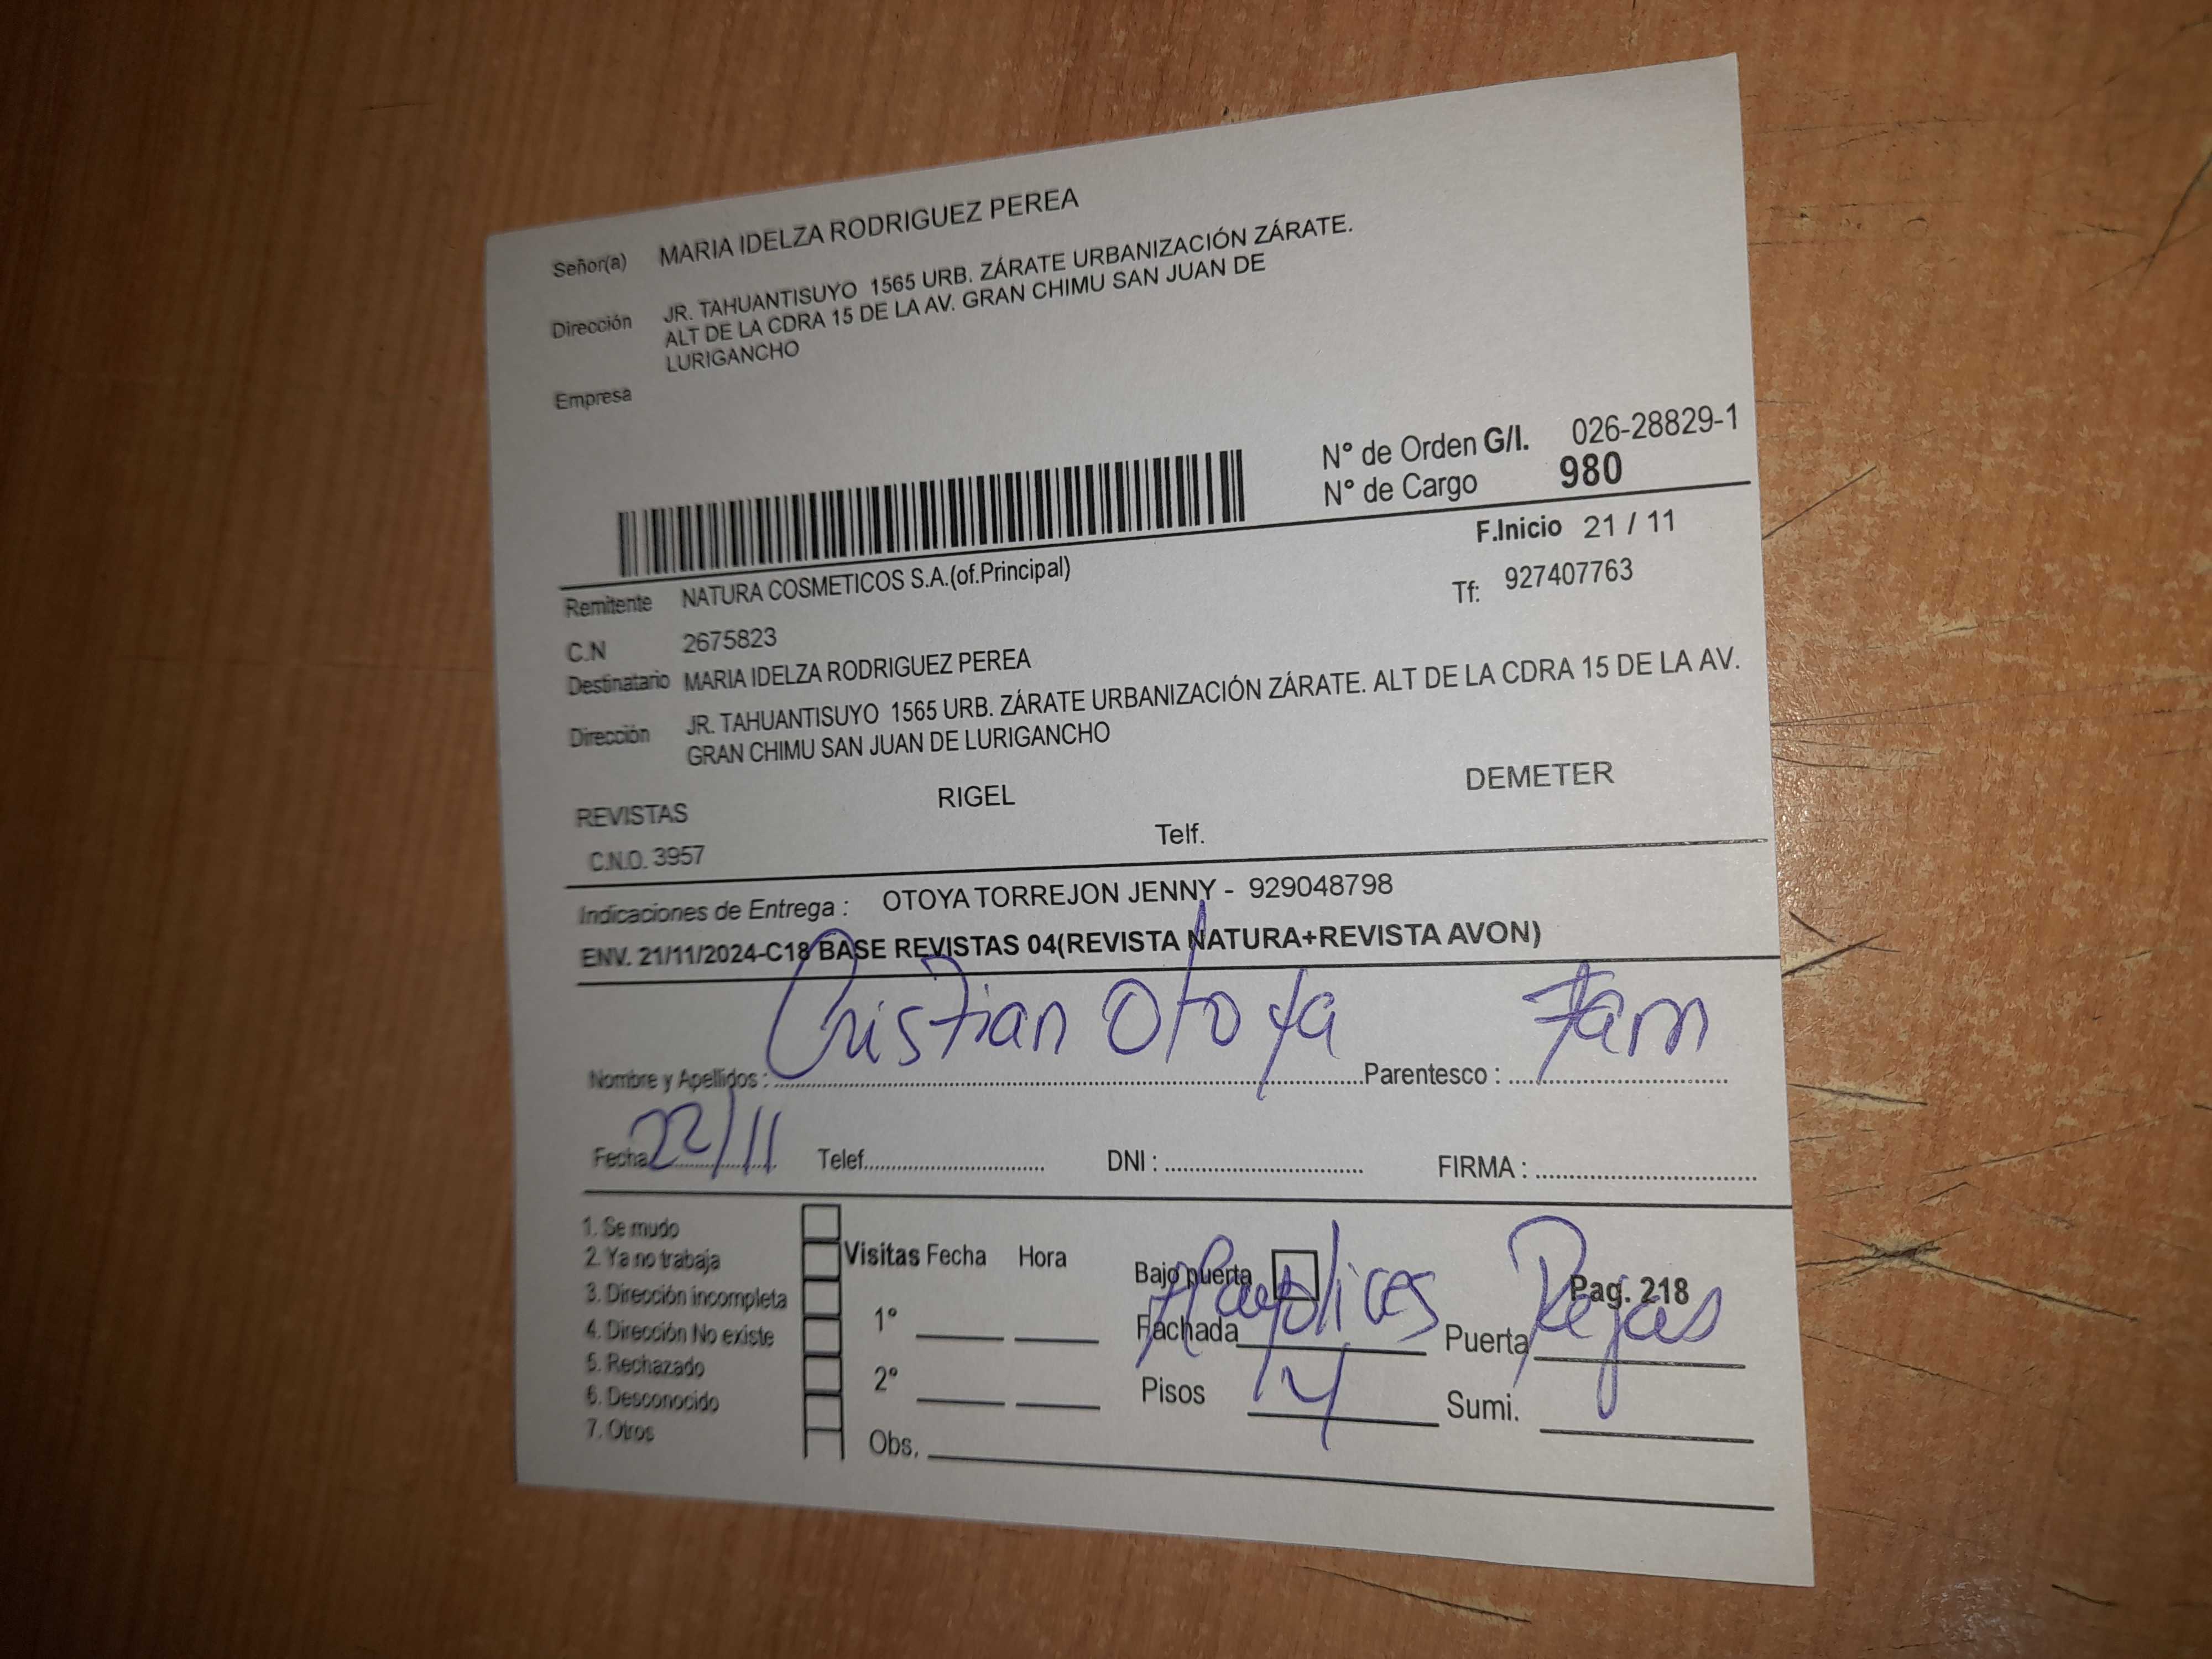 Señor(a) MARIA IDELZA RODRIGUEZ PEREA
Dirección JR. TAHUANTISUYO 1565 URB. ZÁRATE URBANIZACIÓN ZÁRATE.
ALT DE LA CDRA 15 DE LA AV. GRAN CHIMU SAN JUAN DE
LURIGANCHO
Empresa
N° de Orden G/I. 026-28829-1
N° de Cargo 980
F.Inicio 21 / 11
Remitente NATURA COSMETICOS S.A.(of.Principal)
Tf: 927407763
C.N 2675823
Destinatario MARIA IDELZA RODRIGUEZ PEREA
Dirección JR. TAHUANTISUYO 1565 URB. ZÁRATE URBANIZACIÓN ZÁRATE. ALT DE LA CDRA 15 DE LA AV.
GRAN CHIMU SAN JUAN DE LURIGANCHO
REVISTAS RIGEL DEMETER
C.N.O. 3957 Telf.
Indicaciones de Entrega : OTOYA TORREJON JENNY - 929048798
ENV. 21/11/2024-C18 BASE REVISTAS 04(REVISTA NATURA+REVISTA AVON)
Nombre y Apellidos : Cristian Otoya Parentesco : Fam
Fecha 22/11 Telef. DNI : FIRMA :
1. Se mudo
2. Ya no trabaja
3. Dirección incompleta
4. Dirección No existe
5. Rechazado
6. Desconocido
7. Otros
Visitas Fecha Hora
1°
2°
Obs.
Bajo puerta Pag. 218
Fachada Puerta Rejas
Pisos Sumi.